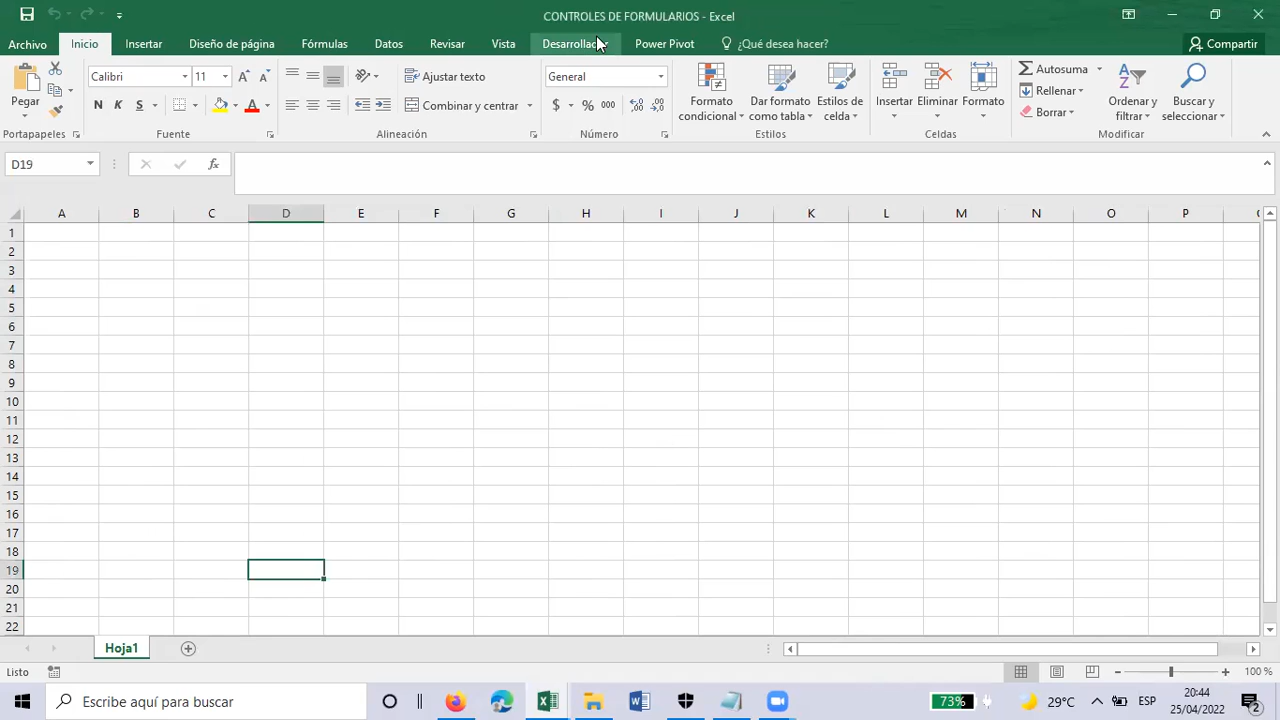 CONTROLES DE FORMULARIOS - Excel
Archivo Inicio Insertar Diseño de página Fórmulas Datos Revisar Vista Power Pivot ¿Qué desea hacer? Compartir
Pegar
Calibri 11
N K S
Ajustar texto
Combinar y centrar
General
$ % 000
Formato condicional
Dar formato como tabla
Estilos de celda
Insertar Eliminar Formato
Autosuma
Rellenar
Borrar
Ordenar y filtrar
Buscar y seleccionar
Portapapeles Fuente Alineación Número Estilos Celdas Modificar
D19 fx
A B C D E F G H I J K L M N O P
1
2
3
4
5
6
7
8
9
10
11
12
13
14
15
16
17
18
19
20
21
22
Hoja1
Listo 100 %
Escribe aquí para buscar 73% 29°C ESP 20:44 25/04/2022 2